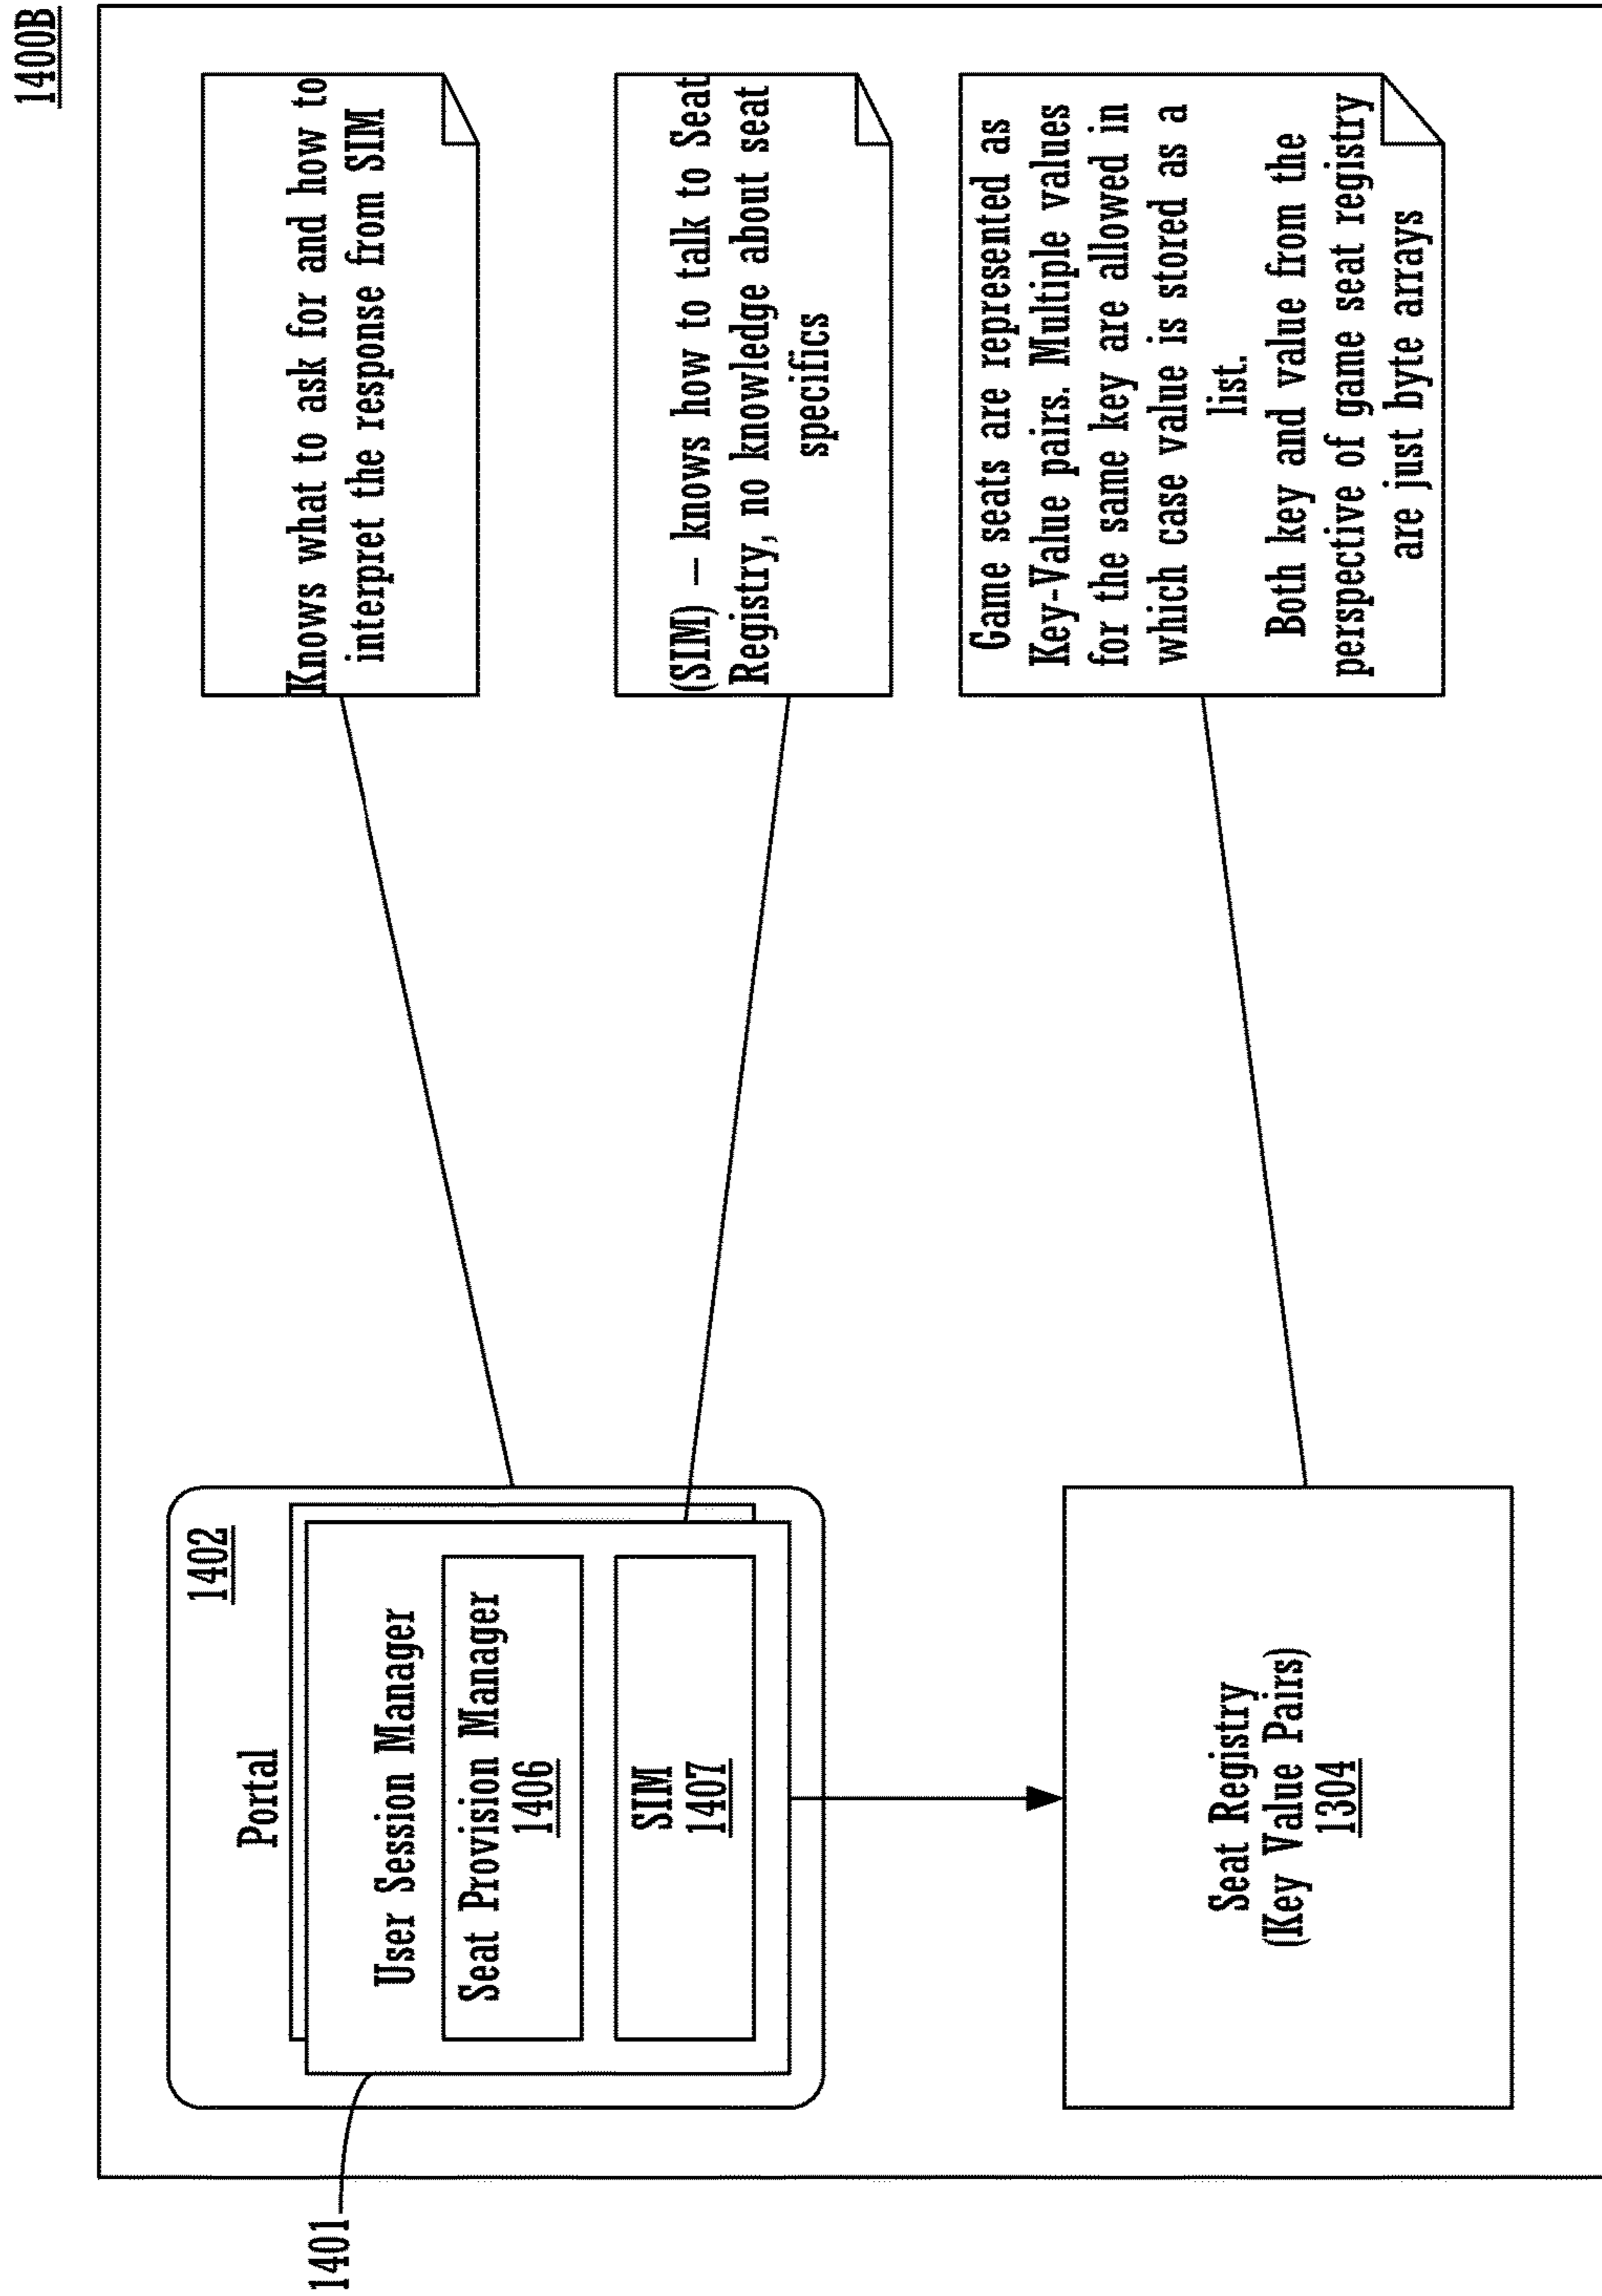 1400B
1402
Portal
User Session Manager
Seat Provision Manager
1406
SIM
1407
1401
Seat Registry
(Key Value Pairs)
1304
Knows what to ask for and how to
interpret the response from SIM
(SIM) – knows how to talk to Seat
Registry, no knowledge about seat
specifics
Game seats are represented as
Key-Value pairs. Multiple values
for the same key are allowed in
which case value is stored as a
list.
Both key and value from the
perspective of game seat registry
are just byte arrays